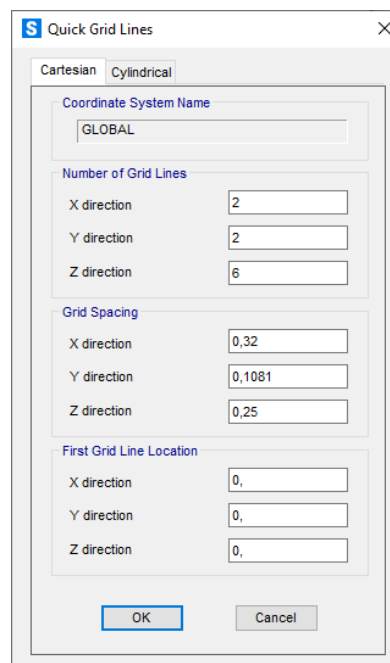 Quick Grid Lines
Cartesian Cylindrical
Coordinate System Name
GLOBAL
Number of Grid Lines
X direction 2
Y direction 2
Z direction 6
Grid Spacing
X direction 0,32
Y direction 0,1081
Z direction 0,25
First Grid Line Location
X direction 0,
Y direction 0,
Z direction 0,
OK Cancel